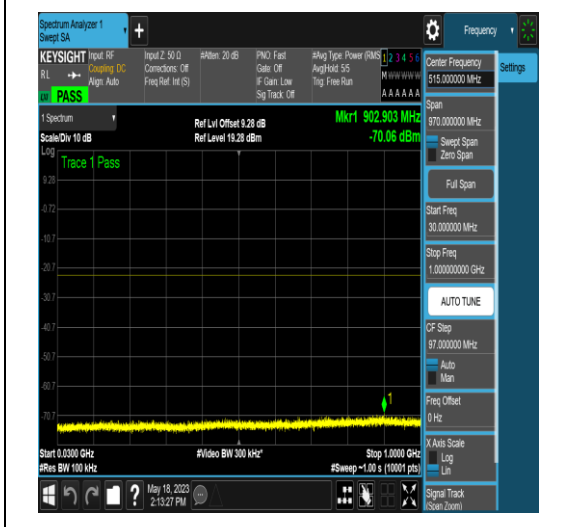 Spectrum Analyzer 1
Swept SA
Frequency
KEYSIGHT
RL
Input: RF
Coupling: DC
Align: Auto
Input Z: 50 Ω
Corrections: Off
Freq Ref: Int (S)
#Atten: 20 dB
PNO: Fast
Gate: Off
IF Gain: Low
Sig Track: Off
#Avg Type: Power (RMS
Avg|Hold: 5/5
Trig: Free Run
1 2 3 4 5 6
M W W W W W
A A A A A A
PASS
1 Spectrum
Scale/Div 10 dB
Ref Lvl Offset 9.28 dB
Ref Level 19.28 dBm
Mkr1 902.903 MHz
-70.06 dBm
Log
Trace 1 Pass
9.28
-0.72
-10.7
-20.7
-30.7
-40.7
-50.7
-60.7
-70.7
1
Start 0.0300 GHz
#Res BW 100 kHz
#Video BW 300 kHz*
Stop 1.0000 GHz
#Sweep ~1.00 s (10001 pts)
May 18, 2023
2:13:27 PM
Center Frequency
515.000000 MHz
Settings
Span
970.000000 MHz
Swept Span
Zero Span
Full Span
Start Freq
30.000000 MHz
Stop Freq
1.000000000 GHz
AUTO TUNE
CF Step
97.000000 MHz
Auto
Man
Freq Offset
0 Hz
X Axis Scale
Log
Lin
Signal Track
(Span Zoom)